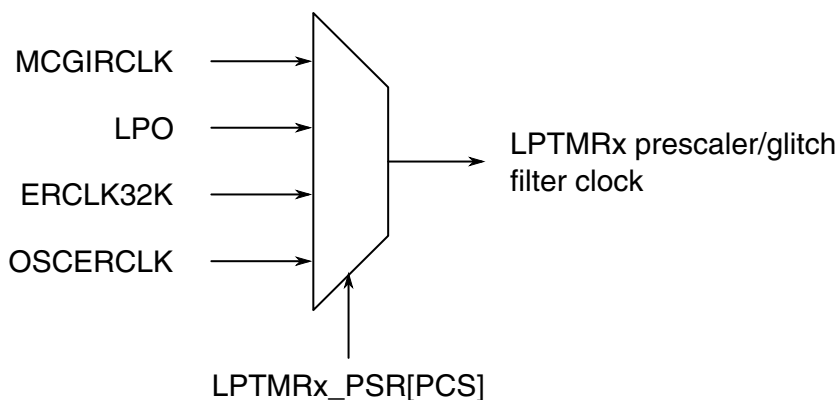 MCGIRCLK
LPO
ERCLK32K
OSCERCLK
LPTMRx prescaler/glitch
filter clock
LPTMRx_PSR[PCS]